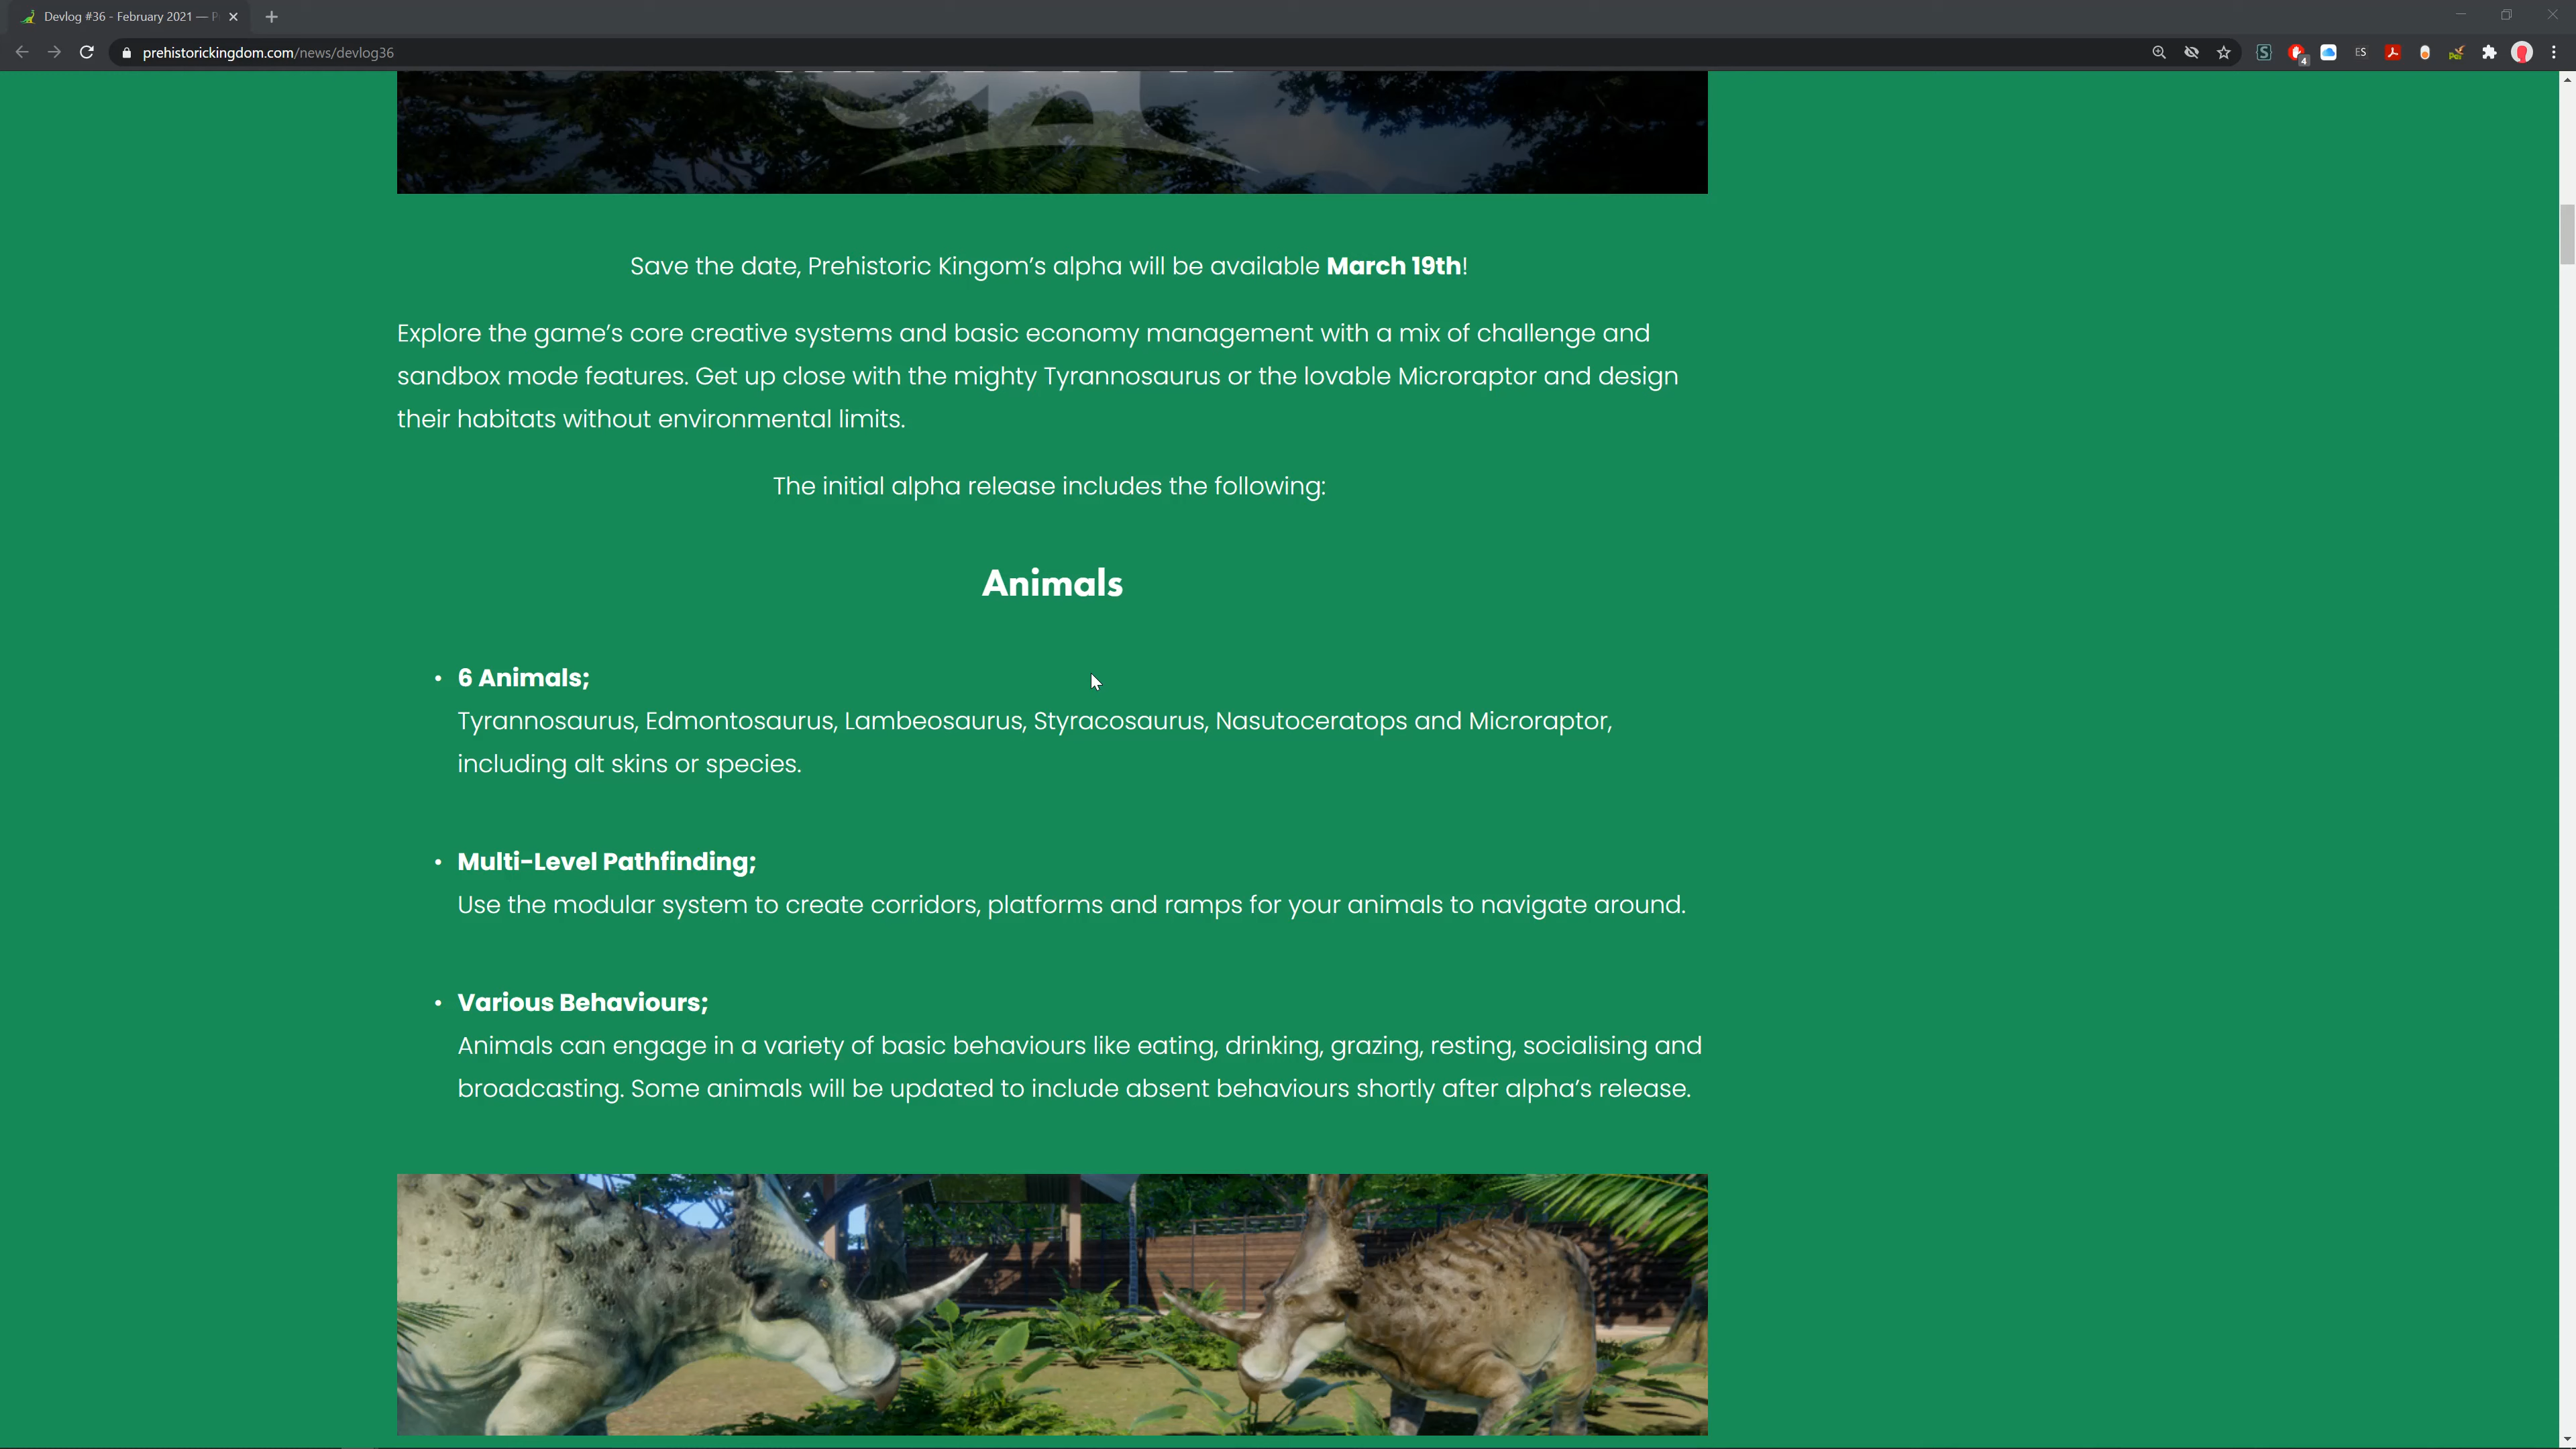 Devlog #36 - February 2021 —
prehistorickingdom.com/news/devlog36
4
ES
Save the date, Prehistoric Kingom’s alpha will be available March 19th!
Explore the game’s core creative systems and basic economy management with a mix of challenge and
sandbox mode features. Get up close with the mighty Tyrannosaurus or the lovable Microraptor and design
their habitats without environmental limits.
The initial alpha release includes the following:
Animals
• 6 Animals;
Tyrannosaurus, Edmontosaurus, Lambeosaurus, Styracosaurus, Nasutoceratops and Microraptor,
including alt skins or species.
• Multi-Level Pathfinding;
Use the modular system to create corridors, platforms and ramps for your animals to navigate around.
• Various Behaviours;
Animals can engage in a variety of basic behaviours like eating, drinking, grazing, resting, socialising and
broadcasting. Some animals will be updated to include absent behaviours shortly after alpha’s release.